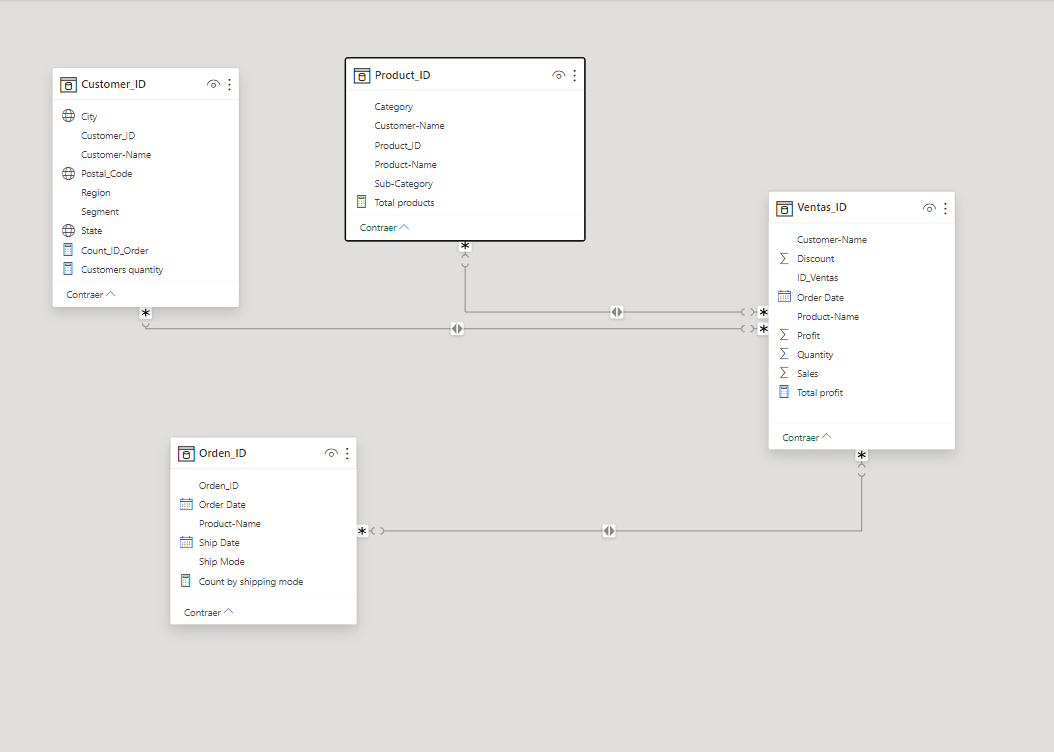 Customer_ID
City
Customer_ID
Customer-Name
Postal_Code
Region
Segment
State
Count_ID_Order
Customers quantity
Contraer
Product_ID
Category
Customer-Name
Product_ID
Product-Name
Sub-Category
Total products
Contraer
Ventas_ID
Customer-Name
Discount
ID_Ventas
Order Date
Product-Name
Profit
Quantity
Sales
Total profit
Contraer
Orden_ID
Orden_ID
Order Date
Product-Name
Ship Date
Ship Mode
Count by shipping mode
Contraer